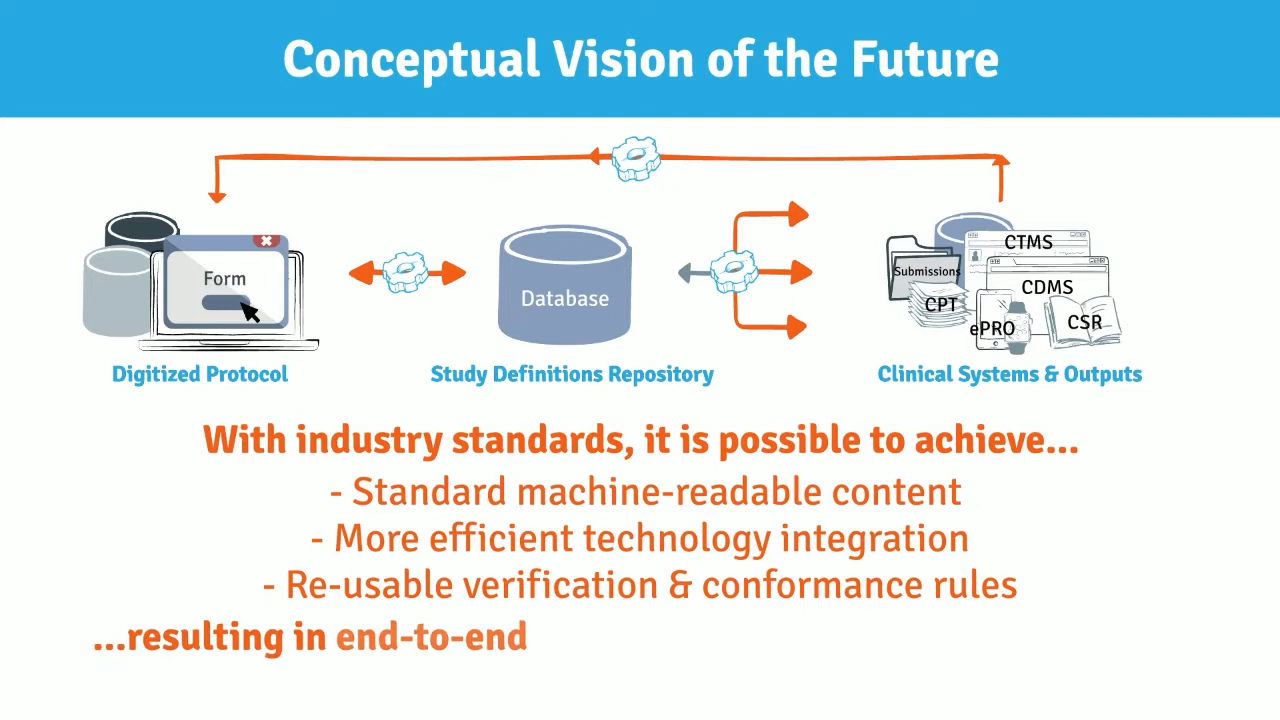 Conceptual Vision of the Future
Form
Database
Submissions
CPT
CTMS
CDMS
ePRO
CSR
Digitized Protocol
Study Definitions Repository
Clinical Systems & Outputs
With industry standards, it is possible to achieve...
- Standard machine-readable content
- More efficient technology integration
- Re-usable verification & conformance rules
...resulting in end-to-end